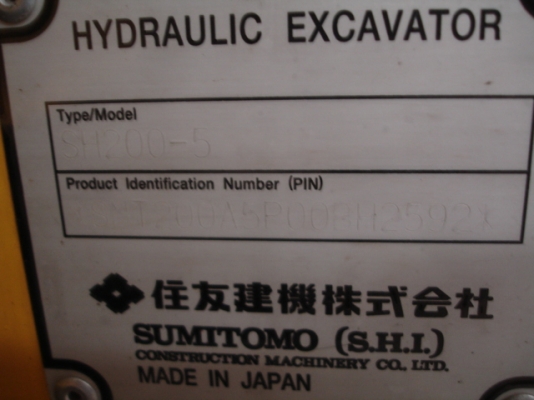 HYDRAULIC EXCAVATOR
Type/Model
SH200-5
Product Identification Number (PIN)
住友建機株式会社
SUMITOMO (S.H.I.)
CONSTRUCTION MACHINERY CO., LTD.
MADE IN JAPAN